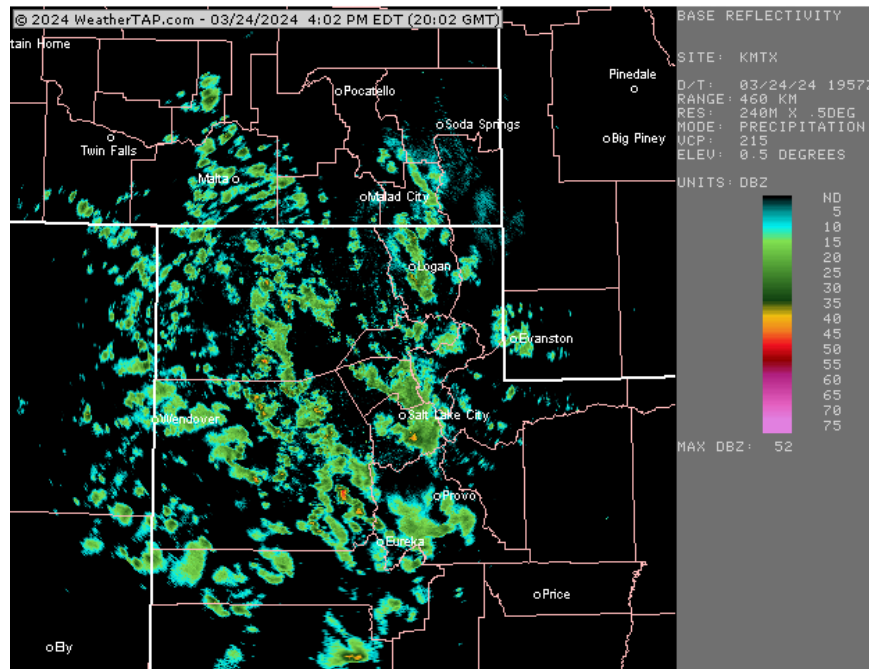 © 2024 WeatherTAP.com - 03/24/2024 4:02 PM EDT (20:02 GMT)
tain Home
Pocatello
Pinedale
Soda Springs
Twin Falls
Big Piney
Malta
Malad City
Logan
Evanston
Wendover
Salt Lake City
Provo
Eureka
Price
Ely
BASE REFLECTIVITY
SITE: KMTX
D/T: 03/24/24 1957Z
RANGE: 460 KM
RES: 240M X .5DEG
MODE: PRECIPITATION
VCP: 215
ELEV: 0.5 DEGREES
UNITS: DBZ
ND
5
10
15
20
25
30
35
40
45
50
55
60
65
70
75
MAX DBZ: 52